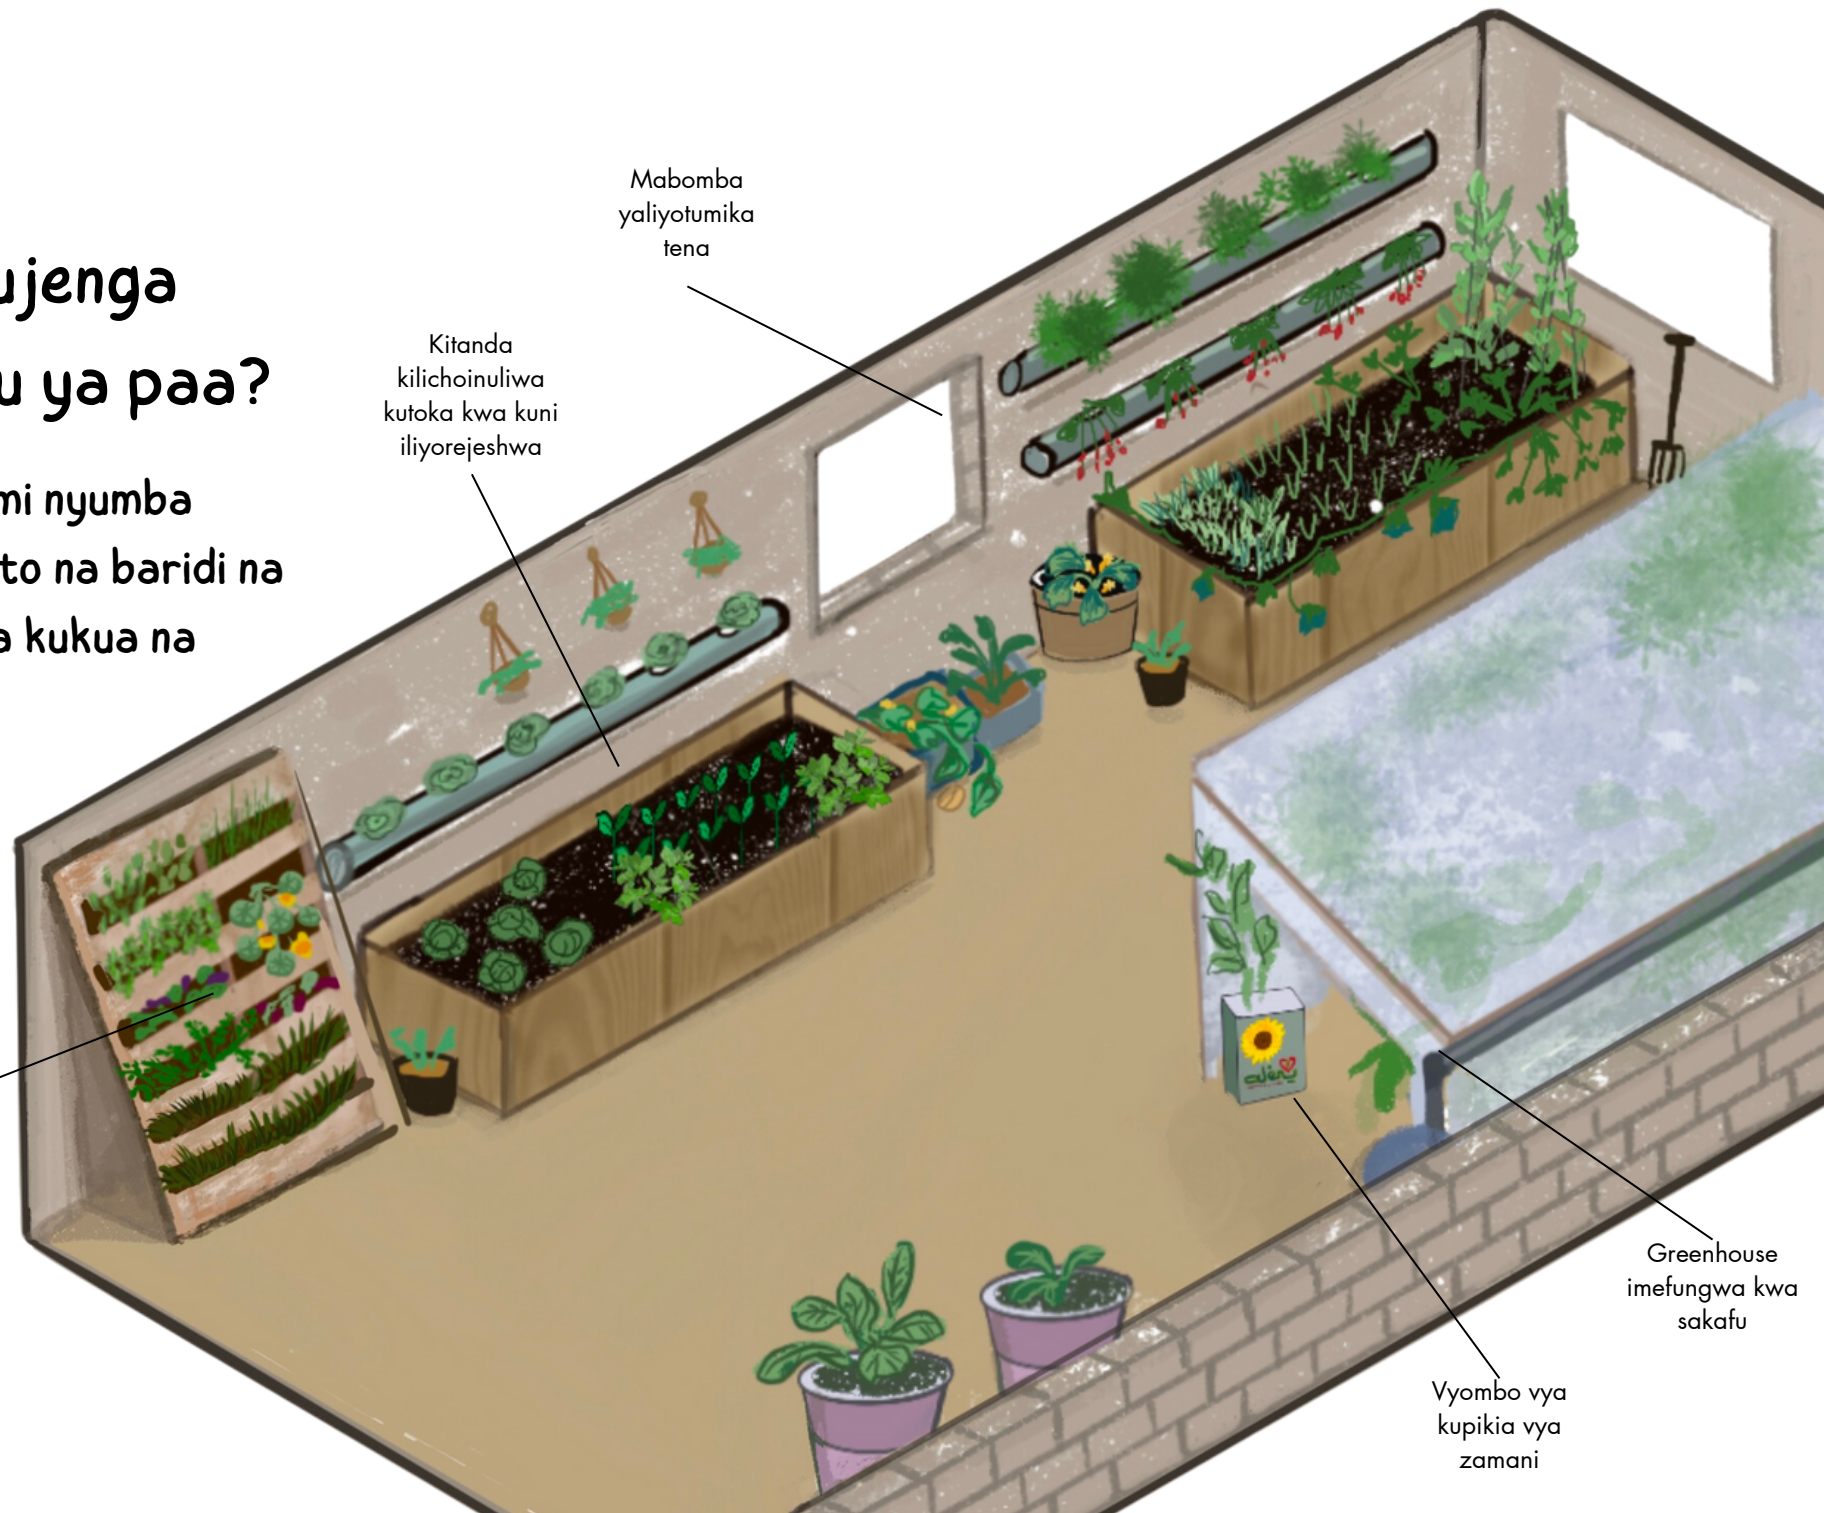 ujenga
u ya paa?
mi nyumba
to na baridi na
a kukua na
Mabomba
yaliyotumika
tena
Kitanda
kilichoinuliwa
kutoka kwa kuni
iliyorejeshwa
Greenhouse
imefungwa kwa
sakafu
Vyombo vya
kupikia vya
zamani